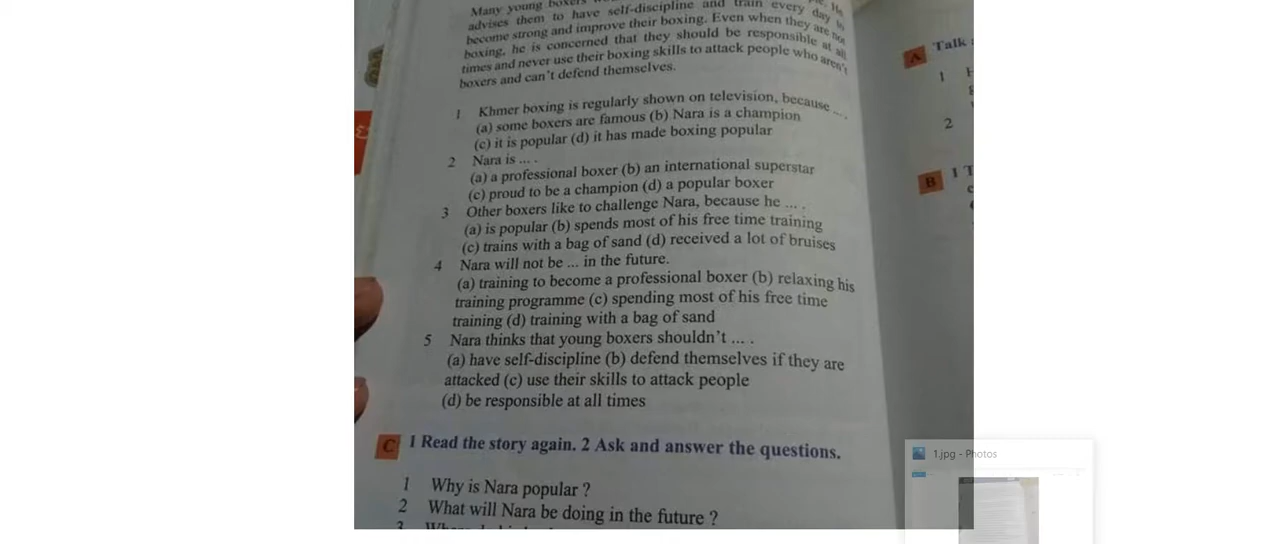 Many young boxers
advises them to have self-discipline and train every day to
become strong and improve their boxing. Even when they are not
boxing, he is concerned that they should be responsible at all
times and never use their boxing skills to attack people who aren't
boxers and can't defend themselves.
1 Khmer boxing is regularly shown on television, because ... .
(a) some boxers are famous (b) Nara is a champion
(c) it is popular (d) it has made boxing popular
2 Nara is ... .
(a) a professional boxer (b) an international superstar
(c) proud to be a champion (d) a popular boxer
3 Other boxers like to challenge Nara, because he ... .
(a) is popular (b) spends most of his free time training
(c) trains with a bag of sand (d) received a lot of bruises
4 Nara will not be ... in the future.
(a) training to become a professional boxer (b) relaxing his
training programme (c) spending most of his free time
training (d) training with a bag of sand
5 Nara thinks that young boxers shouldn't ... .
(a) have self-discipline (b) defend themselves if they are
attacked (c) use their skills to attack people
(d) be responsible at all times
C 1 Read the story again. 2 Ask and answer the questions.
1 Why is Nara popular ?
2 What will Nara be doing in the future ?
3
A Talk
1
2
B 1
1.jpg - Photos